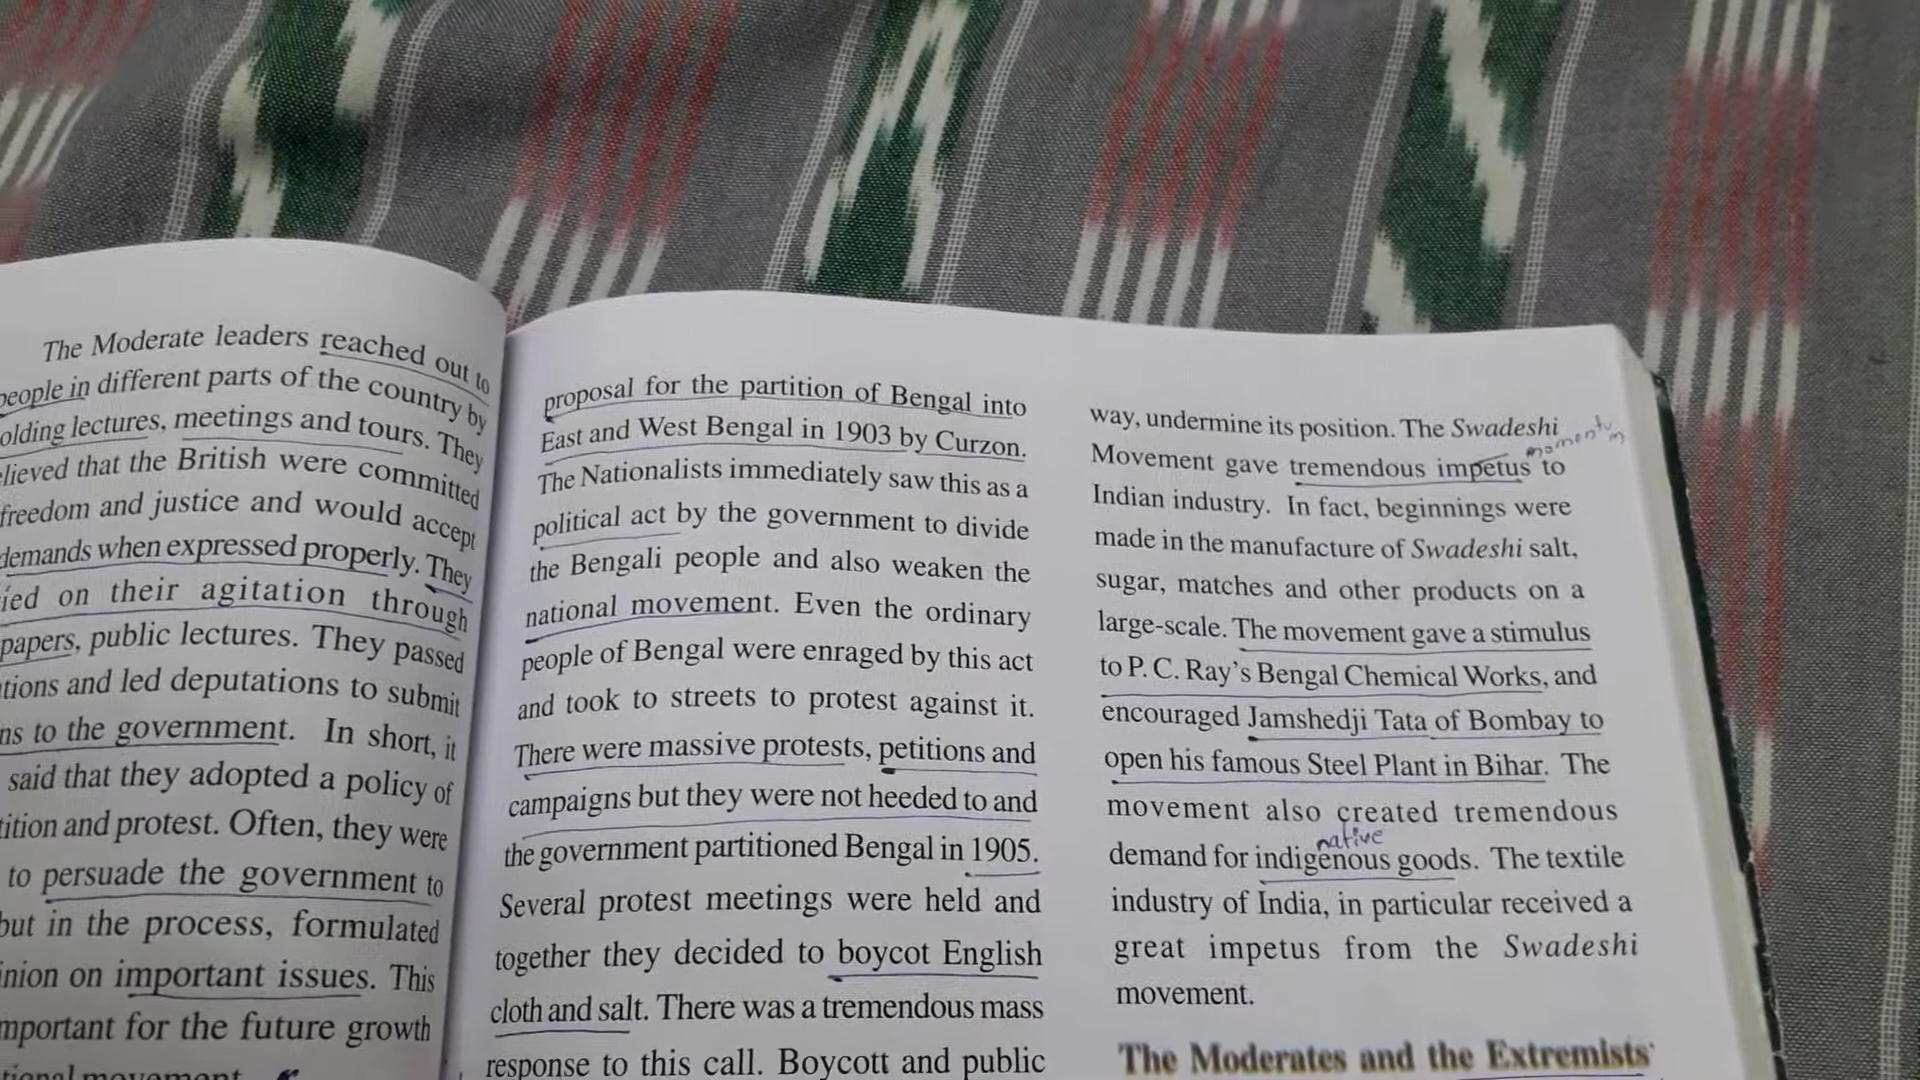 The Moderate leaders reached out to
people in different parts of the country by
olding lectures, meetings and tours. They
elieved that the British were committed
freedom and justice and would accept
demands when expressed properly. They
ied on their agitation through
papers, public lectures. They passed
tions and led deputations to submit
ns to the government. In short, it
said that they adopted a policy of
tition and protest. Often, they were
to persuade the government to
but in the process, formulated
inion on important issues. This
mportant for the future growth
tional movement
proposal for the partition of Bengal into
East and West Bengal in 1903 by Curzon.
The Nationalists immediately saw this as a
political act by the government to divide
the Bengali people and also weaken the
national movement. Even the ordinary
people of Bengal were enraged by this act
and took to streets to protest against it.
There were massive protests, petitions and
campaigns but they were not heeded to and
the government partitioned Bengal in 1905.
Several protest meetings were held and
together they decided to boycot English
cloth and salt. There was a tremendous mass
response to this call. Boycott and public
way, undermine its position. The Swadeshi
momentum
Movement gave tremendous impetus to
Indian industry. In fact, beginnings were
made in the manufacture of Swadeshi salt,
sugar, matches and other products on a
large-scale. The movement gave a stimulus
to P. C. Ray's Bengal Chemical Works, and
encouraged Jamshedji Tata of Bombay to
open his famous Steel Plant in Bihar. The
movement also created tremendous
native
demand for indigenous goods. The textile
industry of India, in particular received a
great impetus from the Swadeshi
movement.
The Moderates and the Extremists